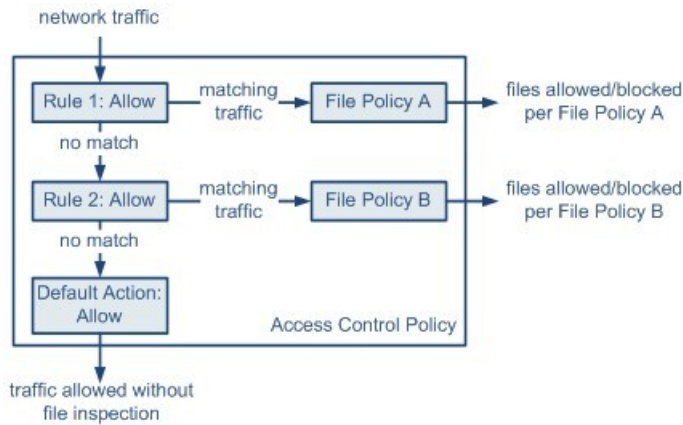 network traffic
Rule 1: Allow
matching
traffic
File Policy A
files allowed/blocked
per File Policy A
no match
Rule 2: Allow
matching
traffic
File Policy B
files allowed/blocked
per File Policy B
no match
Default Action:
Allow
Access Control Policy
traffic allowed without
file inspection